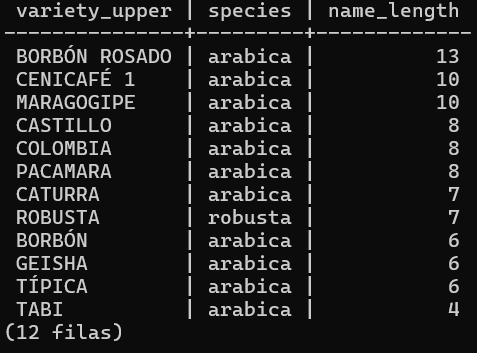 variety_upper | species | name_length
---------------+---------+-------------
BORBÓN ROSADO | arabica | 13
CENICAFÉ 1 | arabica | 10
MARAGOGIPE | arabica | 10
CASTILLO | arabica | 8
COLOMBIA | arabica | 8
PACAMARA | arabica | 8
CATURRA | arabica | 7
ROBUSTA | robusta | 7
BORBÓN | arabica | 6
GEISHA | arabica | 6
TÍPICA | arabica | 6
TABI | arabica | 4
(12 filas)